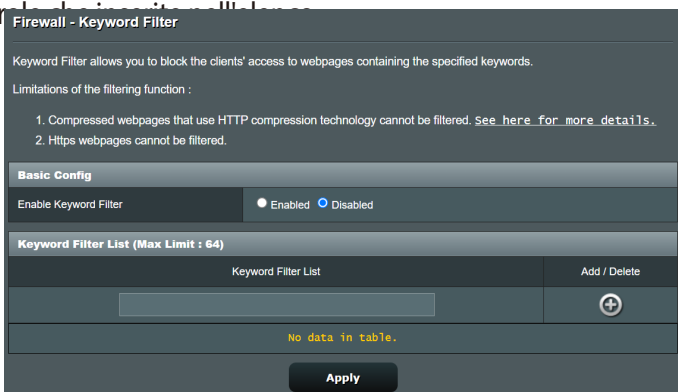 Firewall - Keyword Filter
Keyword Filter allows you to block the clients' access to webpages containing the specified keywords.
Limitations of the filtering function :
1. Compressed webpages that use HTTP compression technology cannot be filtered. See here for more details.
2. Https webpages cannot be filtered.
Basic Config
Enable Keyword Filter Enabled Disabled
Keyword Filter List (Max Limit : 64)
Keyword Filter List Add / Delete
No data in table.
Apply